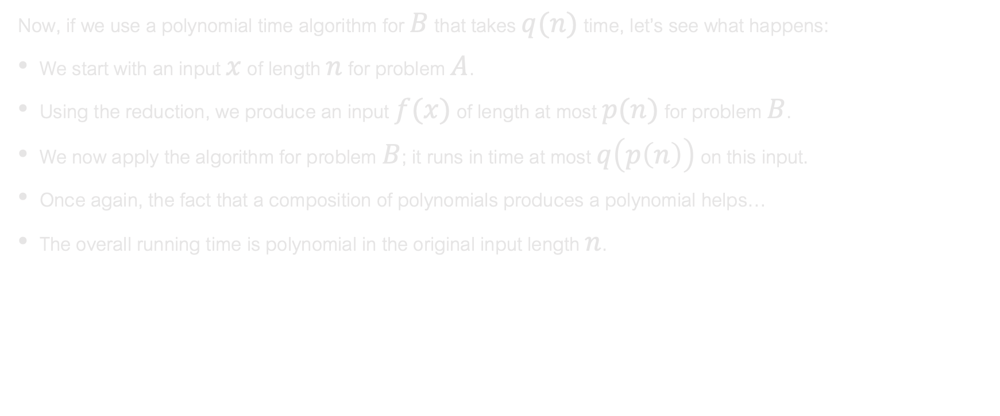 Now, if we use a polynomial time algorithm for B that takes q(n) time, let’s see what happens:
• We start with an input x of length n for problem A.
• Using the reduction, we produce an input f(x) of length at most p(n) for problem B.
• We now apply the algorithm for problem B; it runs in time at most q(p(n)) on this input.
• Once again, the fact that a composition of polynomials produces a polynomial helps…
• The overall running time is polynomial in the original input length n.